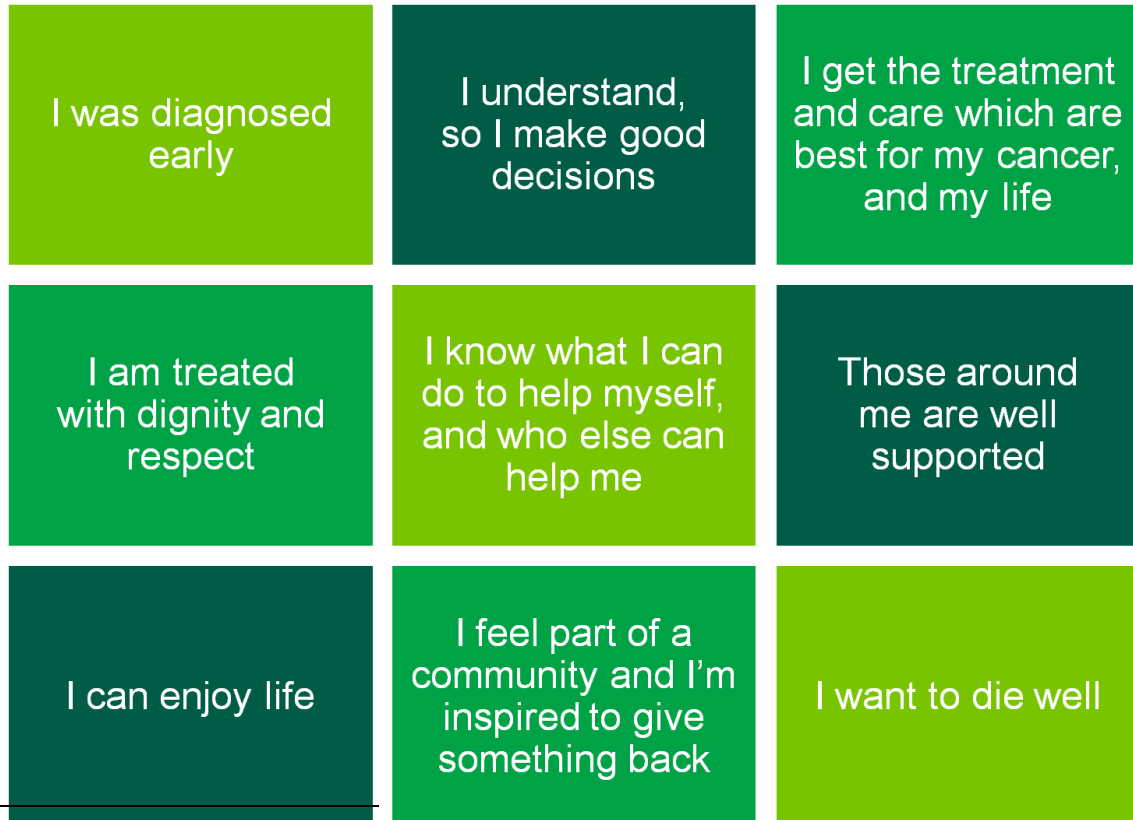 I was diagnosed
early
I understand,
so I make good
decisions
I get the treatment
and care which are
best for my cancer,
and my life
I am treated
with dignity and
respect
I know what I can
do to help myself,
and who else can
help me
Those around
me are well
supported
I can enjoy life
I feel part of a
community and I’m
inspired to give
something back
I want to die well